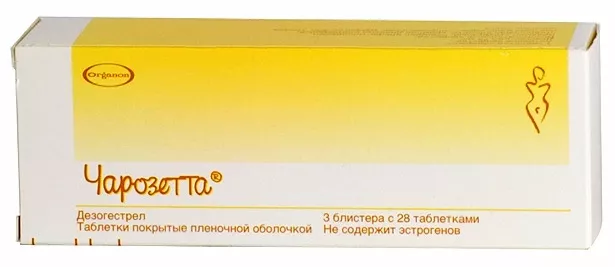 Organon
Чарозетта®
Дезогестрел
Таблетки покрытые пленочной оболочкой
3 блистера с 28 таблетками
Не содержит эстрогенов